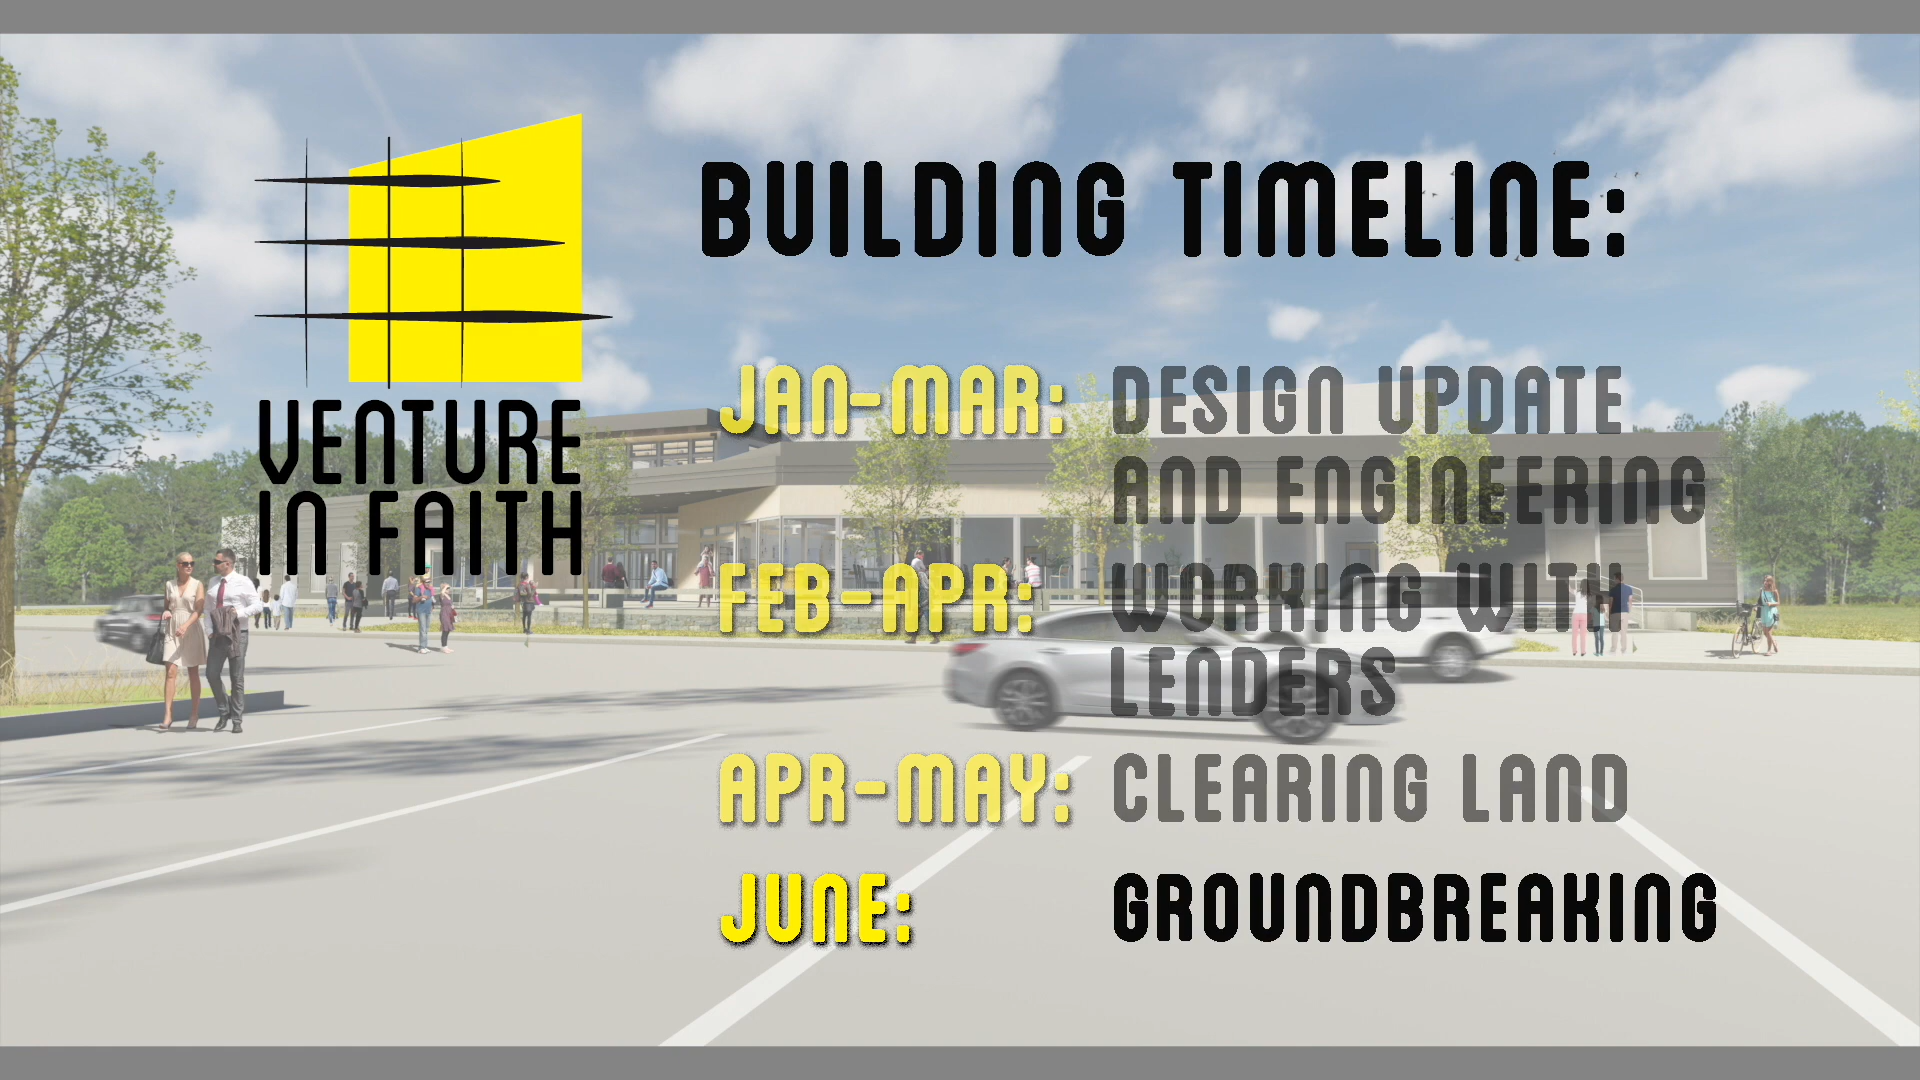 VENTURE
IN FAITH
BUILDING TIMELINE:
JAN-MAR: DESIGN UPDATE
AND ENGINEERING
FEB-APR: WORKING WITH
LENDERS
APR-MAY: CLEARING LAND
JUNE: GROUNDBREAKING